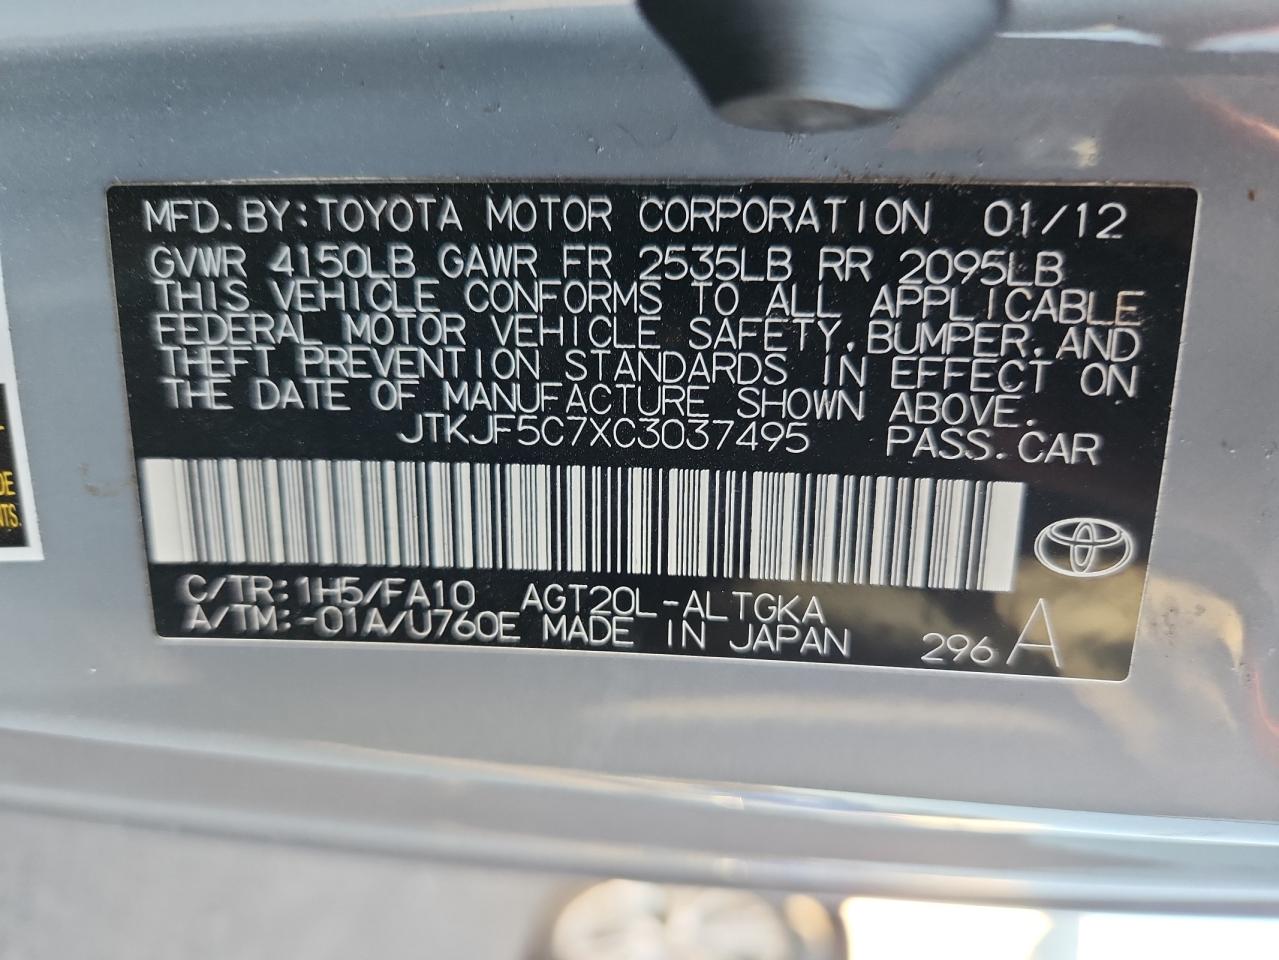 MFD.BY:TOYOTA MOTOR CORPORATION 01/12
GVWR 4150LB GAWR FR 2535LB RR 2095LB
THIS VEHICLE CONFORMS TO ALL APPLICABLE
FEDERAL MOTOR VEHICLE SAFETY,BUMPER,AND
THEFT PREVENTION STANDARDS IN EFFECT ON
THE DATE OF MANUFACTURE SHOWN ABOVE.
JTKJF5C7XC3037495 PASS.CAR
C/TR:1H5/FA10 AGT20L-ALTGKA
A/TM:-01A/U760E MADE IN JAPAN 296 A
DE
NTS.